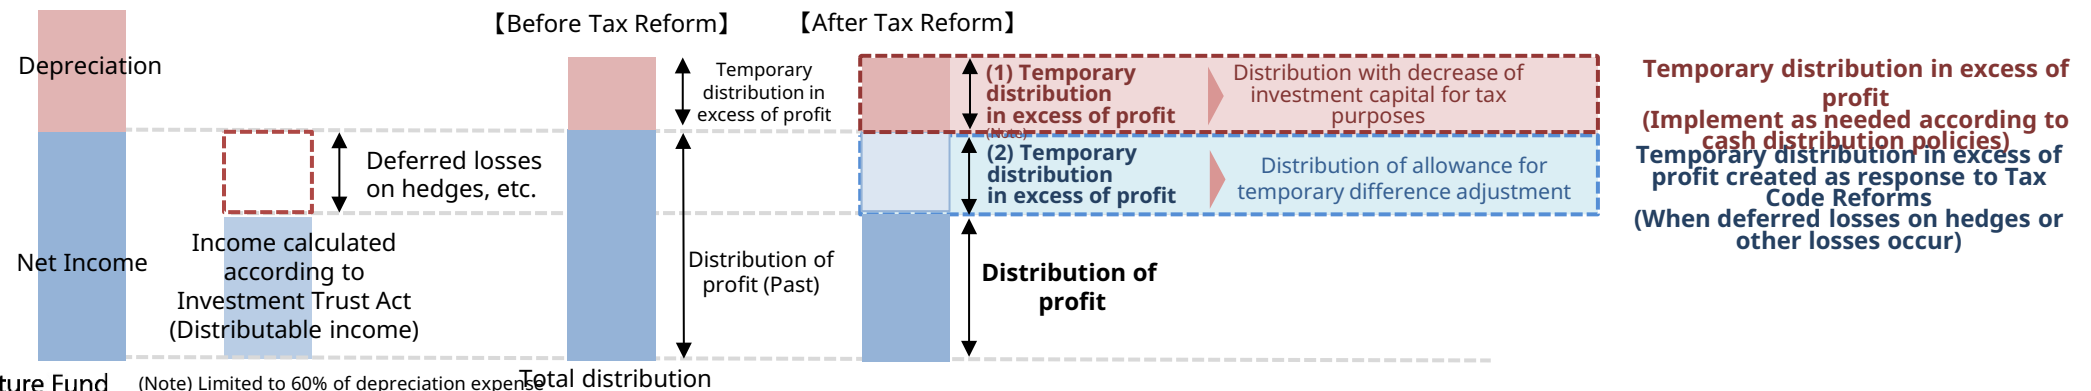 【Before Tax Reform】
【After Tax Reform】
Depreciation
Net Income
Deferred losses
on hedges, etc.
Income calculated
according to
Investment Trust Act
(Distributable income)
Temporary
distribution in
excess of profit
Distribution of
profit (Past)
(1) Temporary
distribution
in excess of profit
(Note)
Distribution with decrease of
investment capital for tax
purposes
(2) Temporary
distribution
in excess of profit
Distribution of allowance for
temporary difference adjustment
Distribution of
profit
Temporary distribution in excess of
profit
(Implement as needed according to
cash distribution policies)
Temporary distribution in excess of
profit created as response to Tax
Code Reforms
(When deferred losses on hedges or
other losses occur)
ture Fund
(Note) Limited to 60% of depreciation expense
Total distribution